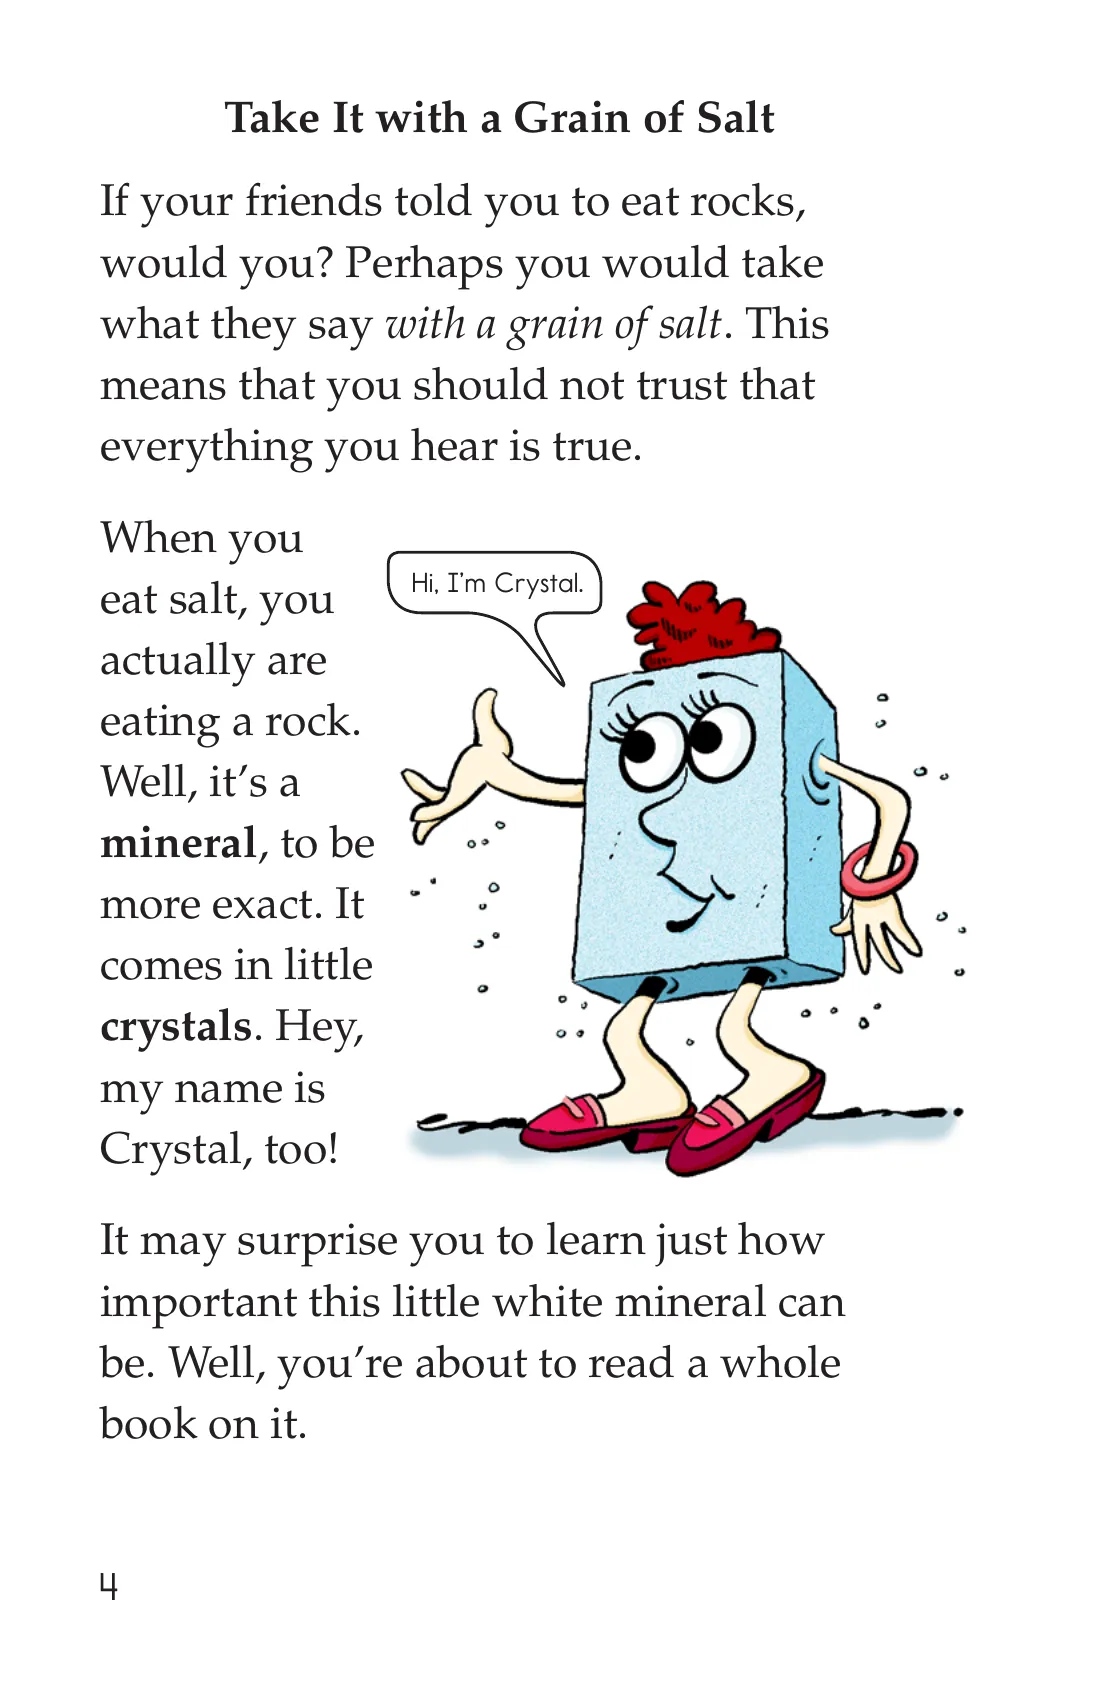 Take It with a Grain of Salt
If your friends told you to eat rocks,
would you? Perhaps you would take
what they say with a grain of salt. This
means that you should not trust that
everything you hear is true.
When you
eat salt, you
actually are
eating a rock.
Well, it’s a
mineral, to be
more exact. It
comes in little
crystals. Hey,
my name is
Crystal, too!
Hi, I’m Crystal.
It may surprise you to learn just how
important this little white mineral can
be. Well, you’re about to read a whole
book on it.
4